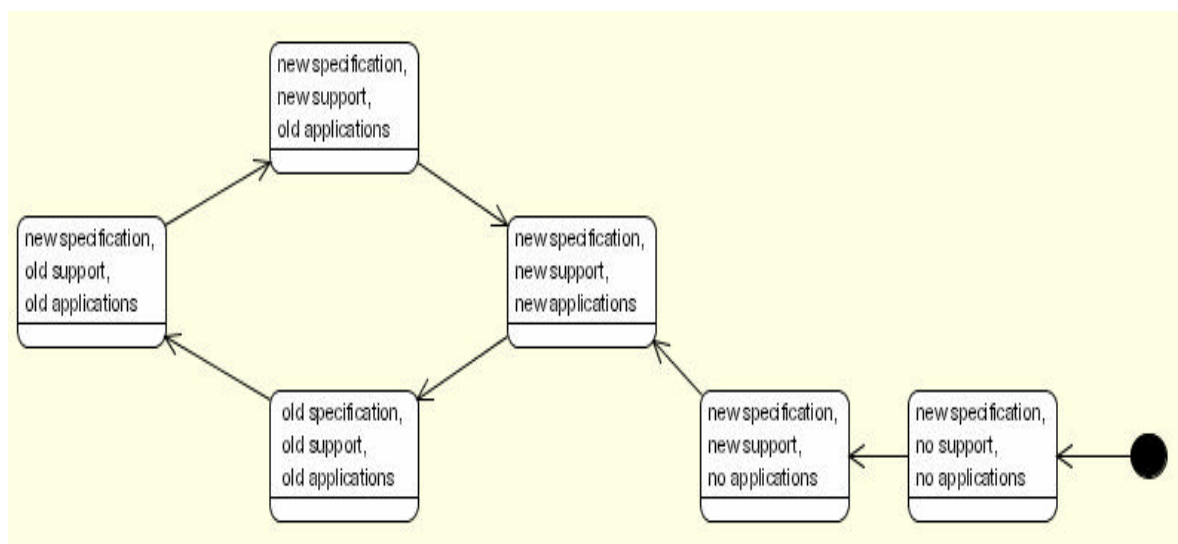 new specification,
new support,
old applications
new specification,
old support,
old applications
new specification,
new support,
new applications
old specification,
old support,
old applications
new specification,
new support,
no applications
new specification,
no support,
no applications